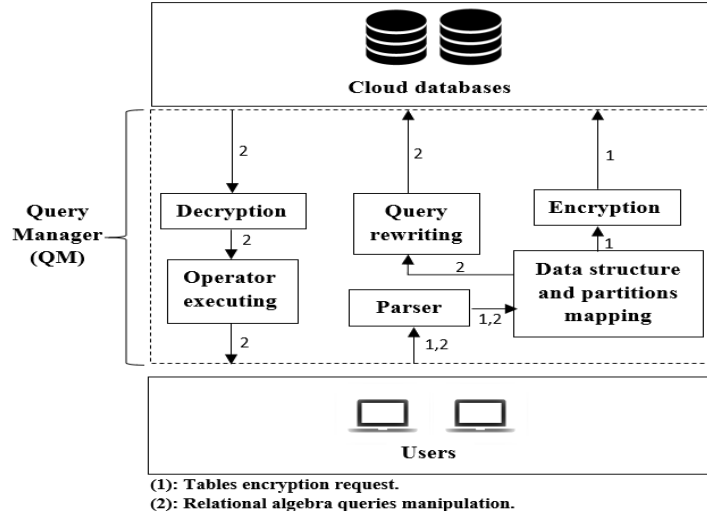 Cloud databases
2
2
1
Decryption
Query
rewriting
Encryption
Query
Manager
(QM)
2
1
2
Operator
executing
Data structure
and partitions
mapping
Parser
1,2
2
1,2
Users
(1): Tables encryption request.
(2): Relational algebra queries manipulation.